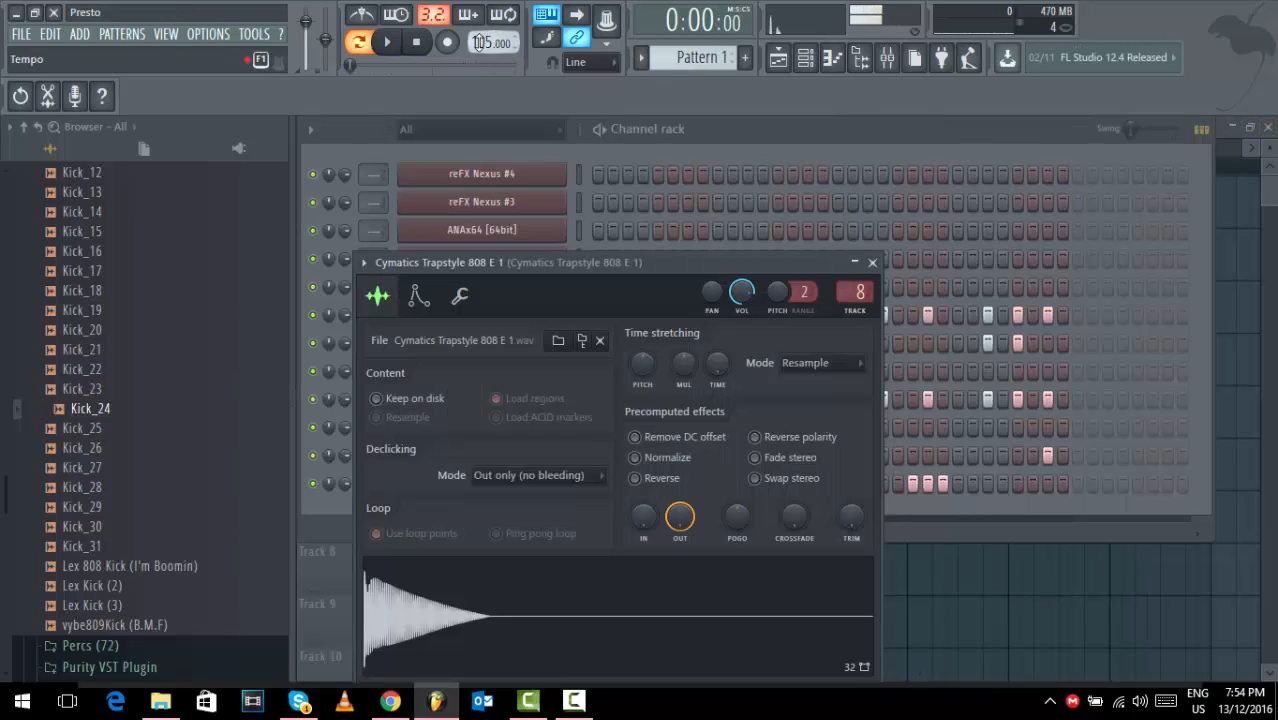 Presto
FILE EDIT ADD PATTERNS VIEW OPTIONS TOOLS ?
Tempo
F1
3.2
0:00:00
470 MB
0
4
Line
Pattern 1
02/11 FL Studio 12.4 Released
Browser - All
All
Channel rack
Swing
Kick_12
Kick_13
Kick_14
Kick_15
Kick_16
Kick_17
Kick_18
Kick_19
Kick_20
Kick_21
Kick_22
Kick_23
Kick_24
Kick_25
Kick_26
Kick_27
Kick_28
Kick_29
Kick_30
Kick_31
Lex 808 Kick (I'm Boomin)
Lex Kick (2)
Lex Kick (3)
vybe809Kick (B.M.F)
Percs (72)
Purity VST Plugin
reFX Nexus #4
reFX Nexus #3
ANAx64 [64bit]
Cymatics Trapstyle 808 E 1 (Cymatics Trapstyle 808 E 1)
2
8
PAN VOL PITCH RANGE TRACK
File Cymatics Trapstyle 808 E 1.wav
Content
Keep on disk
Load regions
Resample
Load ACID markers
Declicking
Mode Out only (no bleeding)
Loop
Use loop points
Ping pong loop
Time stretching
PITCH MUL TIME
Mode Resample
Precomputed effects
Remove DC offset
Reverse polarity
Normalize
Fade stereo
Reverse
Swap stereo
IN OUT POGO CROSSFADE TRIM
32
Track 8
Track 9
Track 10
ENG
US
7:54 PM
13/12/2016